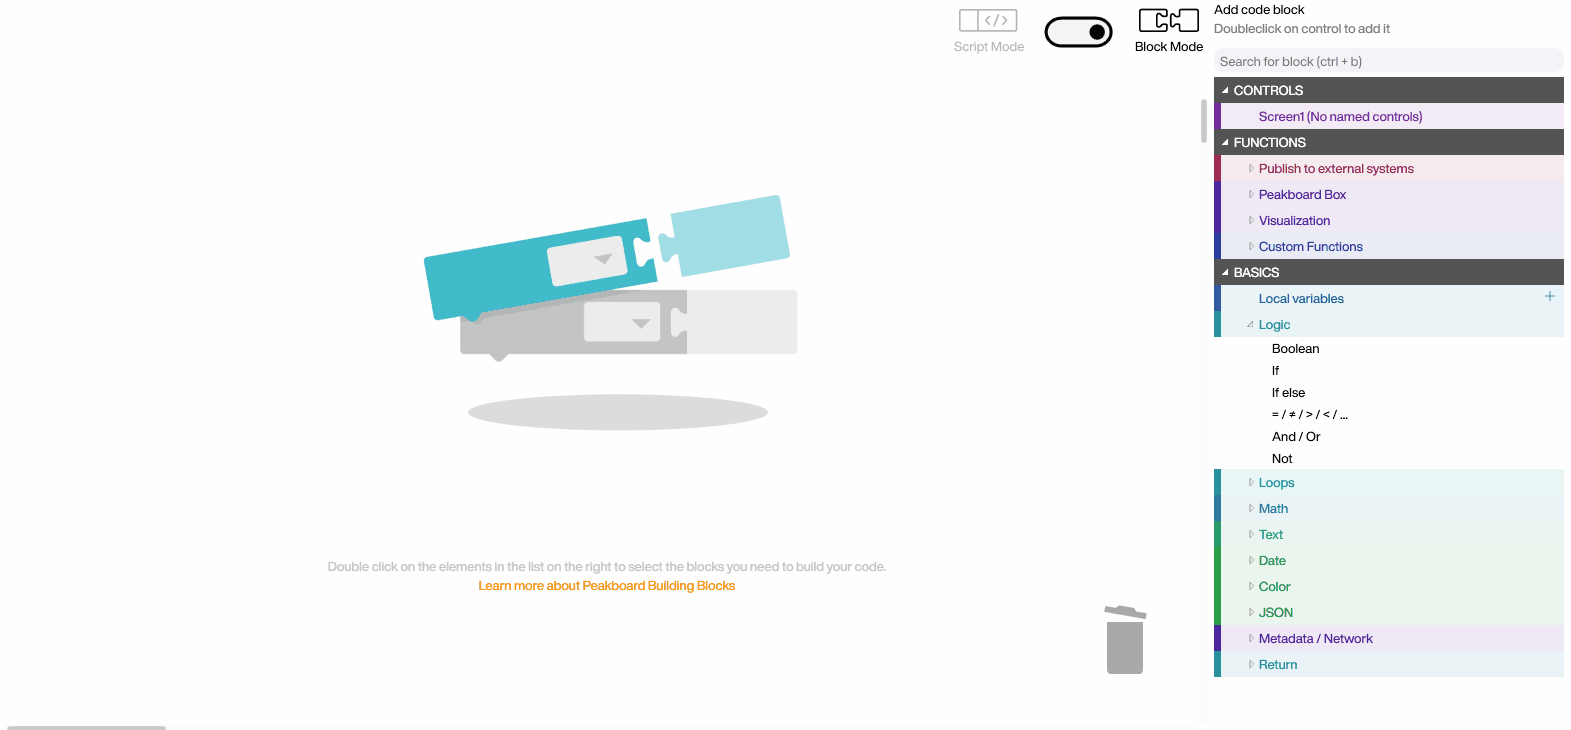 Script Mode
Block Mode
Add code block
Doubleclick on control to add it
Search for block (ctrl + b)
CONTROLS
Screen1 (No named controls)
FUNCTIONS
Publish to external systems
Peakboard Box
Visualization
Custom Functions
BASICS
Local variables
Logic
Boolean
If
If else
= / ≠ / > / < / ...
And / Or
Not
Loops
Math
Text
Date
Color
JSON
Metadata / Network
Return
Double click on the elements in the list on the right to select the blocks you need to build your code.
Learn more about Peakboard Building Blocks